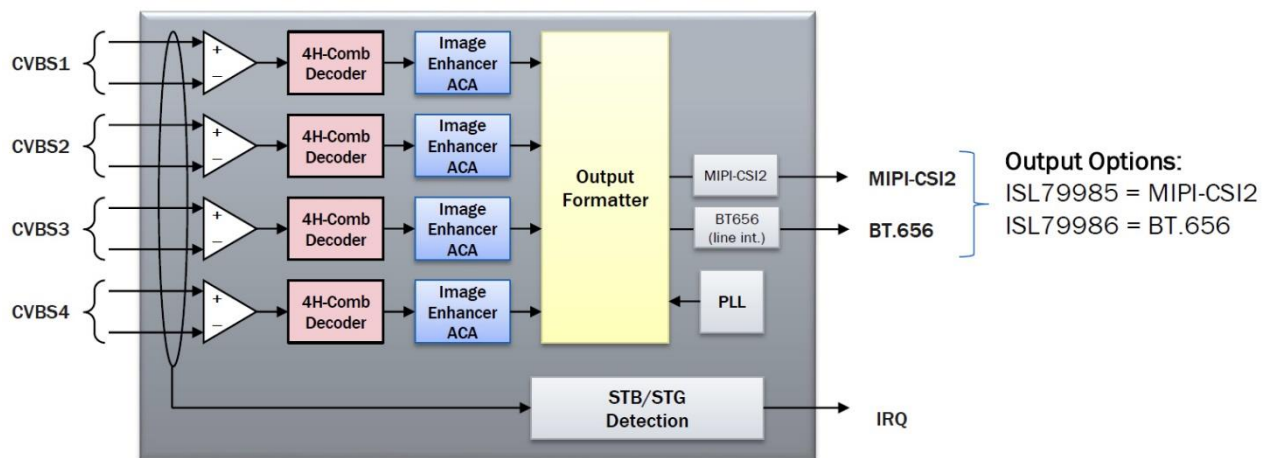 CVBS1
+
−
4H-Comb
Decoder
Image
Enhancer
ACA
CVBS2
+
−
4H-Comb
Decoder
Image
Enhancer
ACA
CVBS3
+
−
4H-Comb
Decoder
Image
Enhancer
ACA
CVBS4
+
−
4H-Comb
Decoder
Image
Enhancer
ACA
Output
Formatter
MIPI-CSI2
BT656
(line int.)
PLL
STB/STG
Detection
MIPI-CSI2
BT.656
IRQ
Output Options:
ISL79985 = MIPI-CSI2
ISL79986 = BT.656